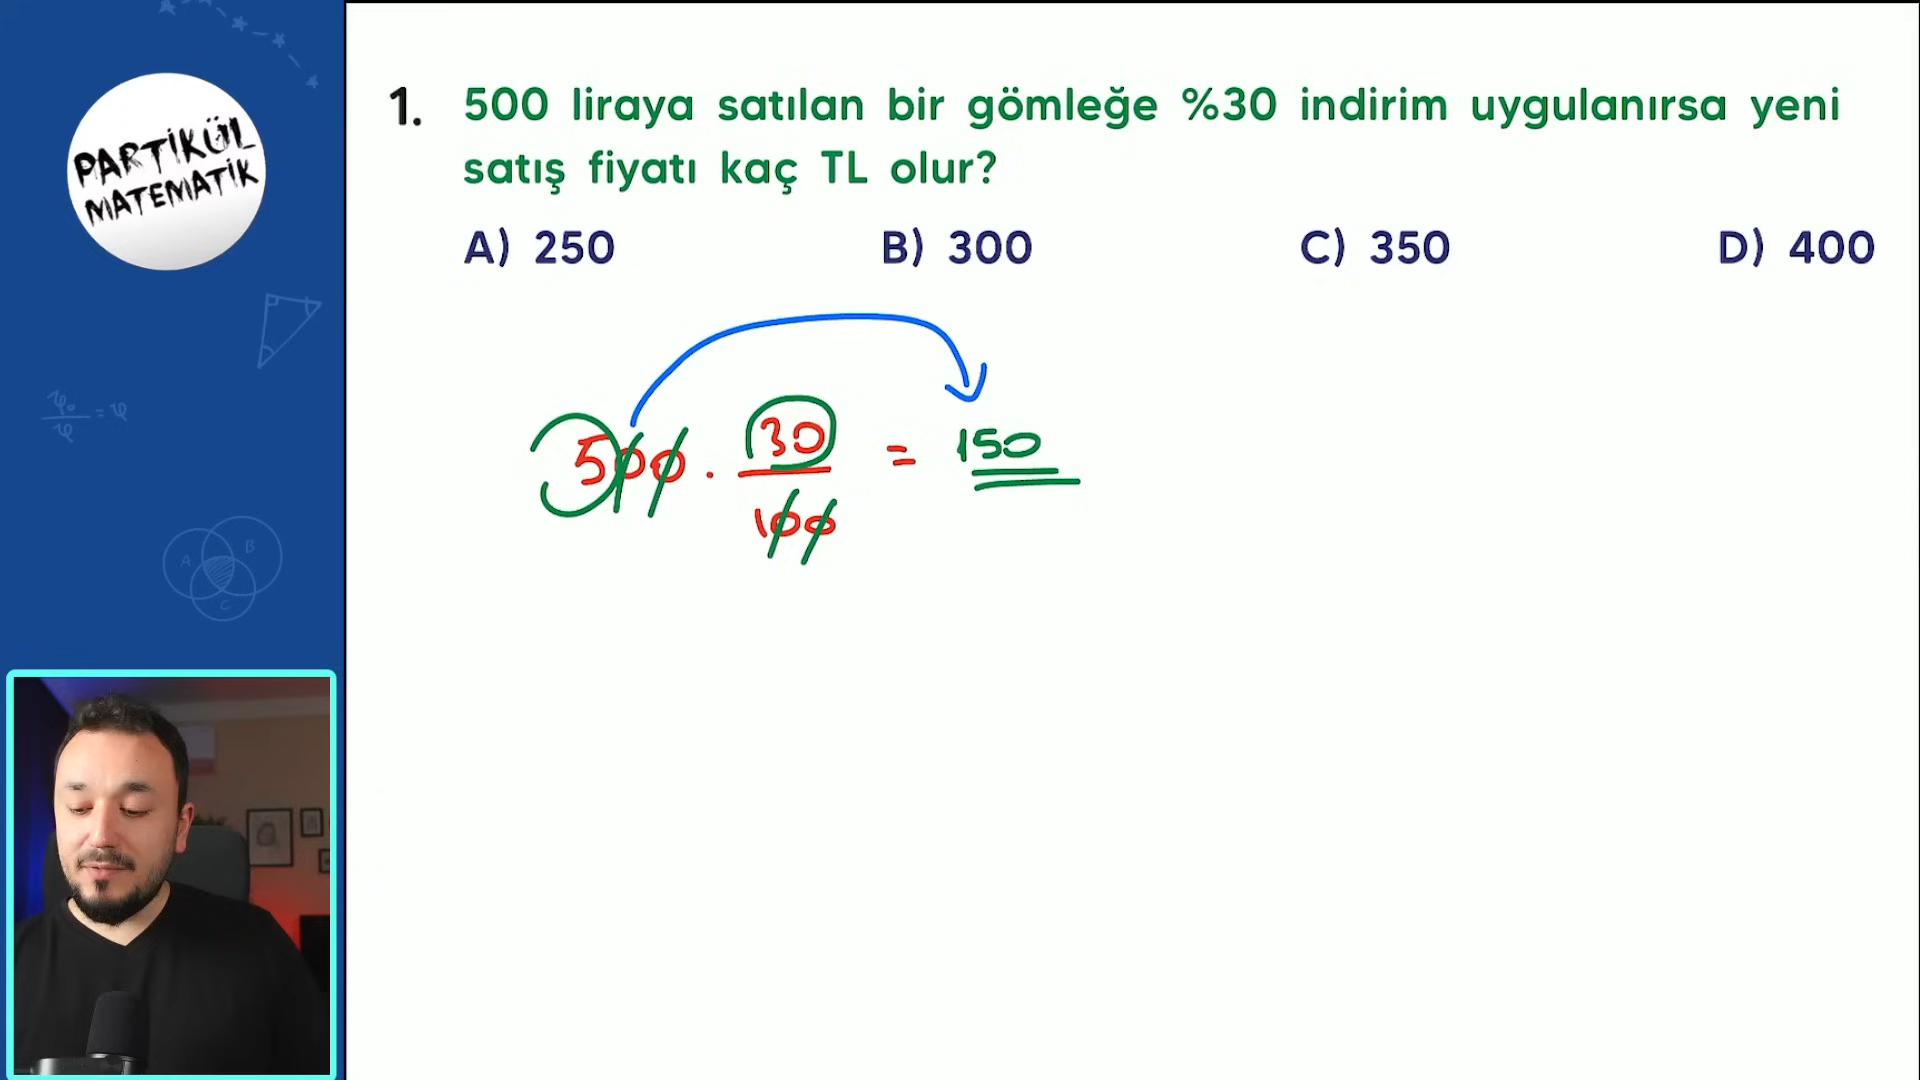 PARTİKÜL
MATEMATİK
1. 500 liraya satılan bir gömleğe %30 indirim uygulanırsa yeni
satış fiyatı kaç TL olur?
A) 250 B) 300 C) 350 D) 400
500 . 30/100 = 150
A B
C